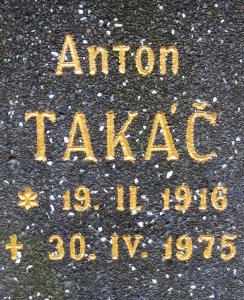 Anton
TAKÁČ
* 19. II. 1916
✝ 30. IV. 1975